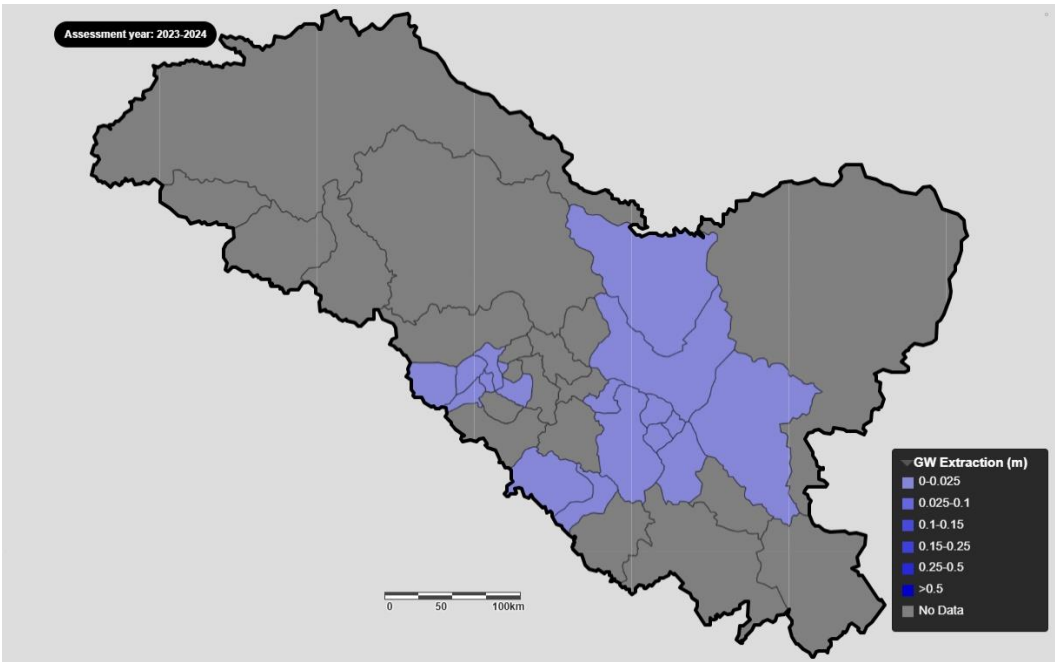 Assessment year: 2023-2024
GW Extraction (m)
0-0.025
0.025-0.1
0.1-0.15
0.15-0.25
0.25-0.5
>0.5
No Data
0 50 100km